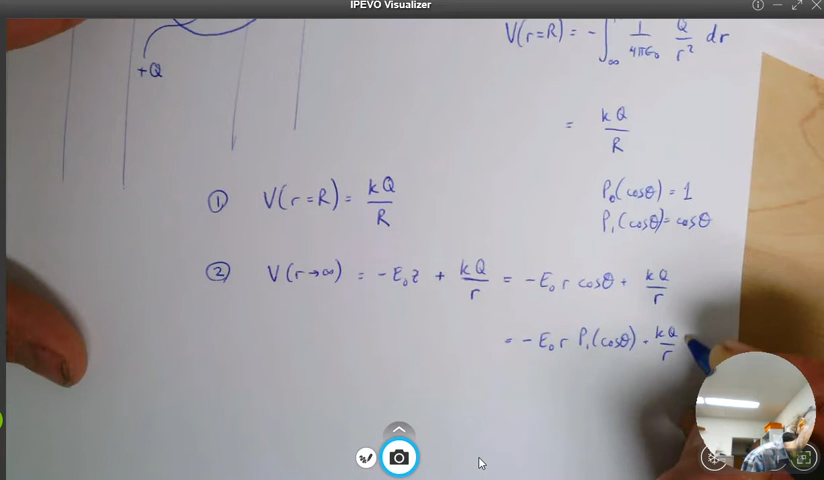 IPEVO Visualizer
V(r=R) = - ∫∞ 1/4πε₀ Q/r² dr
+Q
= kQ/R
① V(r=R) = kQ/R
P₀(cosθ) = 1
P₁(cosθ) = cosθ
② V(r→∞) = -E₀z + kQ/r = -E₀ r cosθ + kQ/r
= -E₀ r P₁(cosθ) + kQ/r